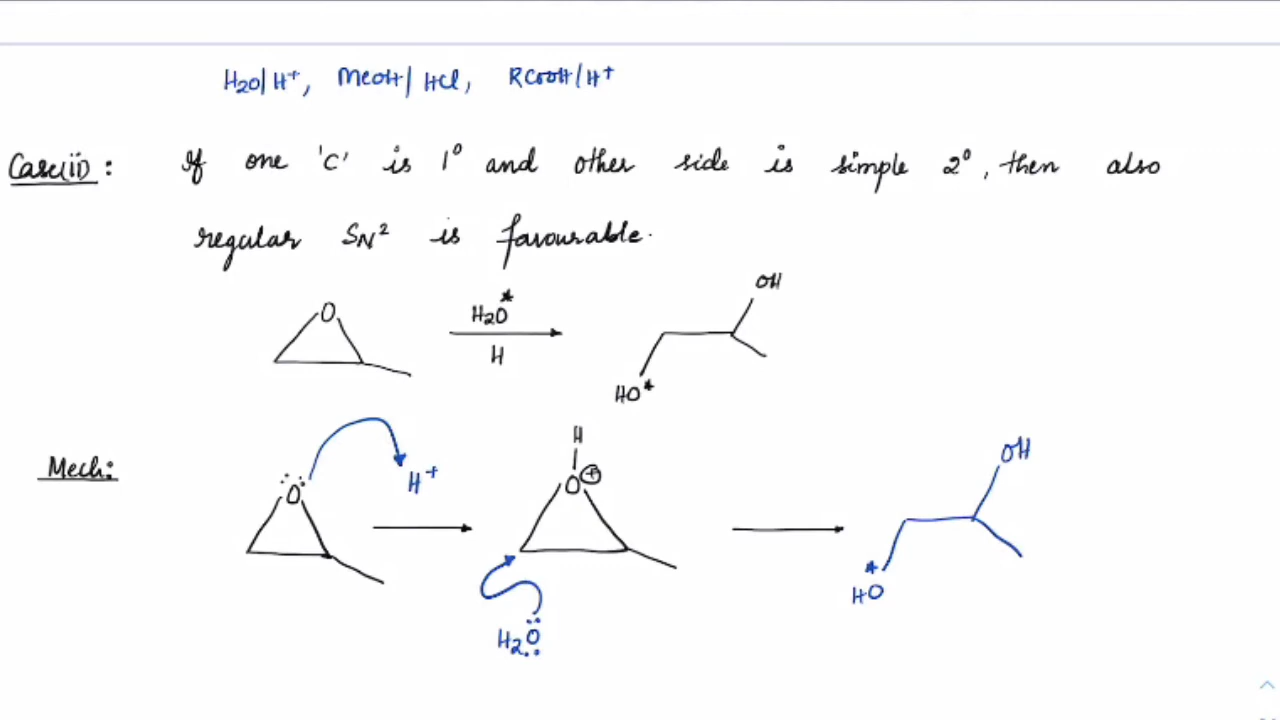 H2O/H+, MeOH/HCl, RCOOH/H+
Case(ii): If one 'C' is 1° and other side is simple 2°, then also
regular SN2 is favourable.
O H2O* H OH HO*
Mech:
O H+ H O+ H2O OH *HO